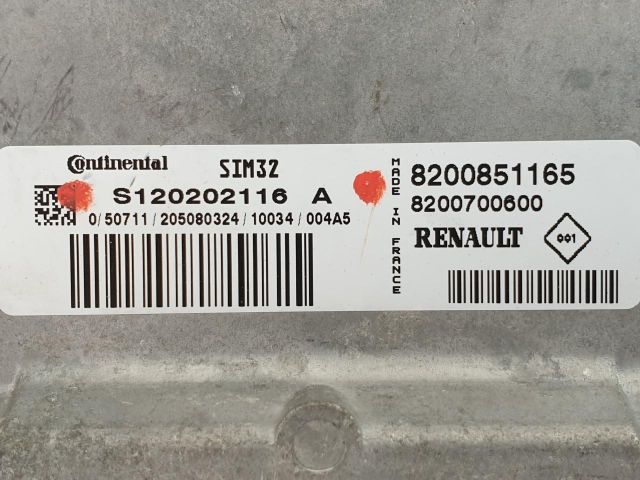 Continental SIM32
S120202116 A
0/50711/205080324/10034/004A5
MADE IN FRANCE
8200851165
8200700600
RENAULT 001